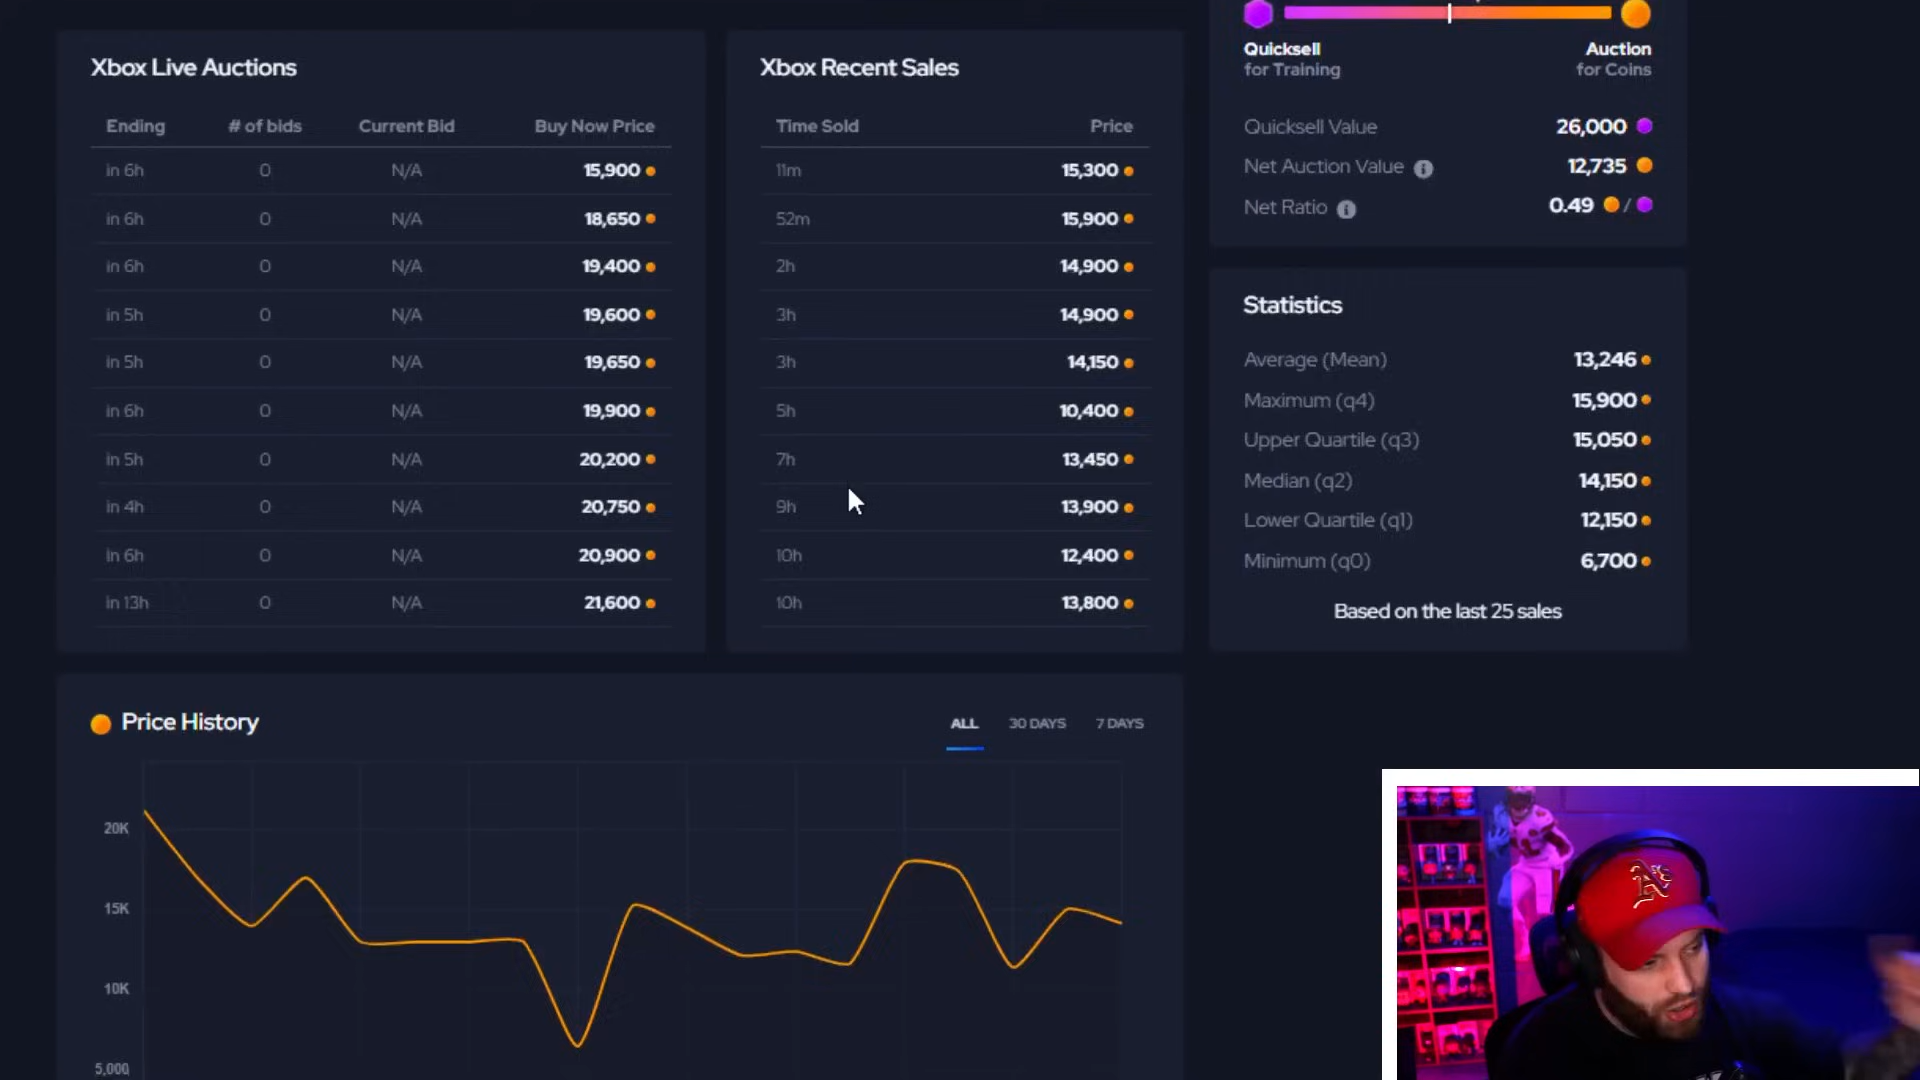 Quicksell
for Training
Auction
for Coins
Xbox Live Auctions
Ending # of bids Current Bid Buy Now Price
in 6h 0 N/A 15,900
in 6h 0 N/A 18,650
in 6h 0 N/A 19,400
in 5h 0 N/A 19,600
in 5h 0 N/A 19,650
in 6h 0 N/A 19,900
in 5h 0 N/A 20,200
in 4h 0 N/A 20,750
in 6h 0 N/A 20,900
in 13h 0 N/A 21,600
Xbox Recent Sales
Time Sold Price
11m 15,300
52m 15,900
2h 14,900
3h 14,900
3h 14,150
5h 10,400
7h 13,450
9h 13,900
10h 12,400
10h 13,800
Quicksell Value 26,000
Net Auction Value 12,735
Net Ratio 0.49 /
Statistics
Average (Mean) 13,246
Maximum (q4) 15,900
Upper Quartile (q3) 15,050
Median (q2) 14,150
Lower Quartile (q1) 12,150
Minimum (q0) 6,700
Based on the last 25 sales
Price History
ALL 30 DAYS 7 DAYS
20K
15K
10K
5,000
A's